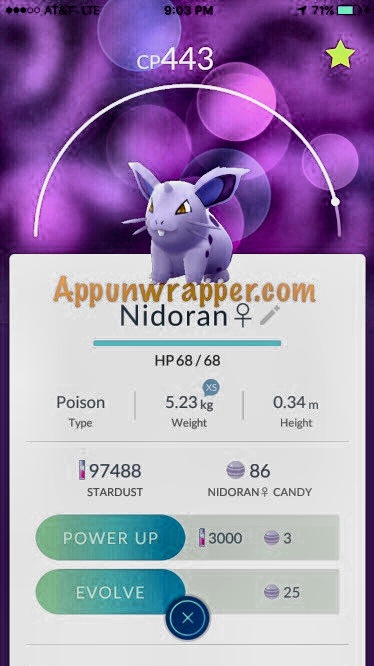 ●●●○○ AT&T LTE 9:03 PM 71%
CP443
Appunwrapper.com
Nidoran♀
HP 68 / 68
XS
Poison 5.23 kg 0.34 m
Type Weight Height
97488 86
STARDUST NIDORAN♀ CANDY
POWER UP 3000 3
EVOLVE 25